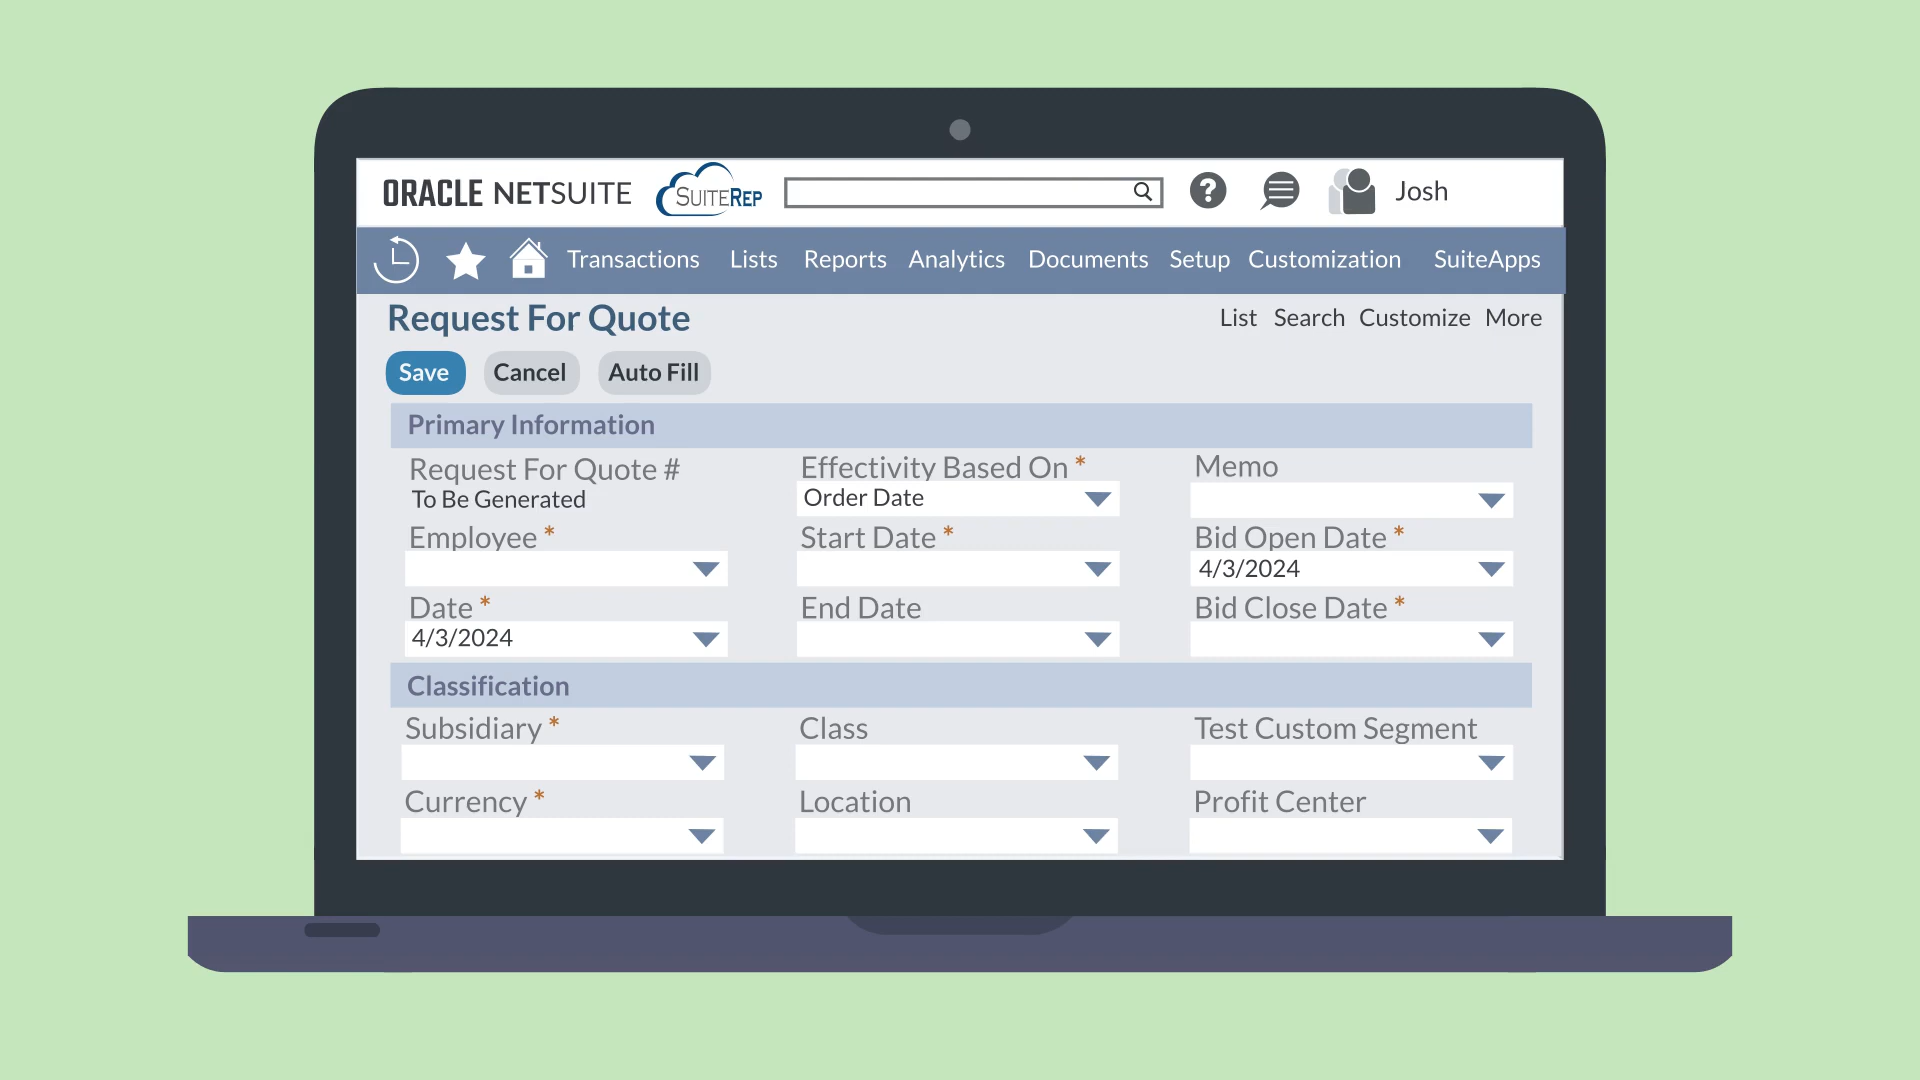 ORACLE NETSUITE SUITEREP Josh
Transactions Lists Reports Analytics Documents Setup Customization SuiteApps
Request For Quote List Search Customize More
Save Cancel Auto Fill
Primary Information
Request For Quote # Effectivity Based On * Memo
To Be Generated Order Date
Employee * Start Date * Bid Open Date *
4/3/2024
Date * End Date Bid Close Date *
4/3/2024
Classification
Subsidiary * Class Test Custom Segment
Currency * Location Profit Center